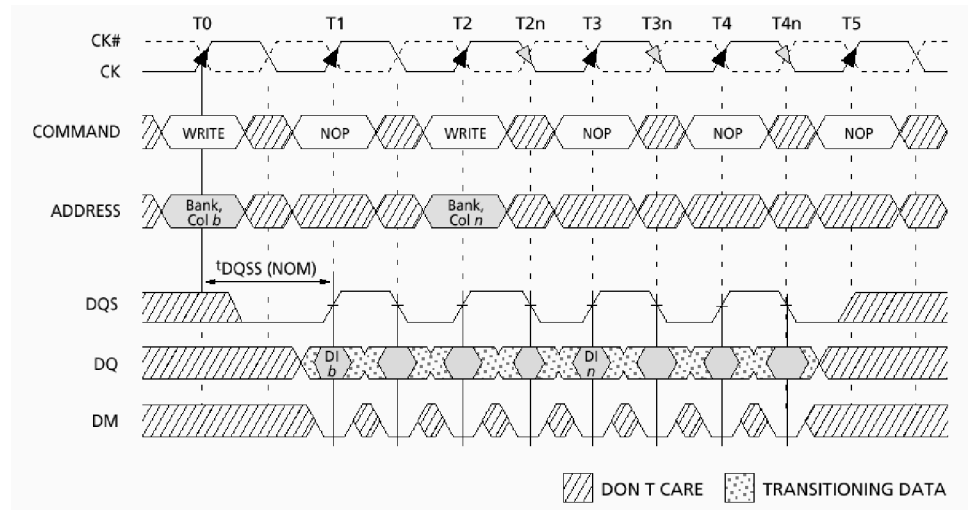 T0 T1 T2 T2n T3 T3n T4 T4n T5
CK#
CK
COMMAND WRITE NOP WRITE NOP NOP NOP
ADDRESS Bank, Col b Bank, Col n
tDQSS (NOM)
DQS
DQ DI b DI n
DM
DON T CARE TRANSITIONING DATA